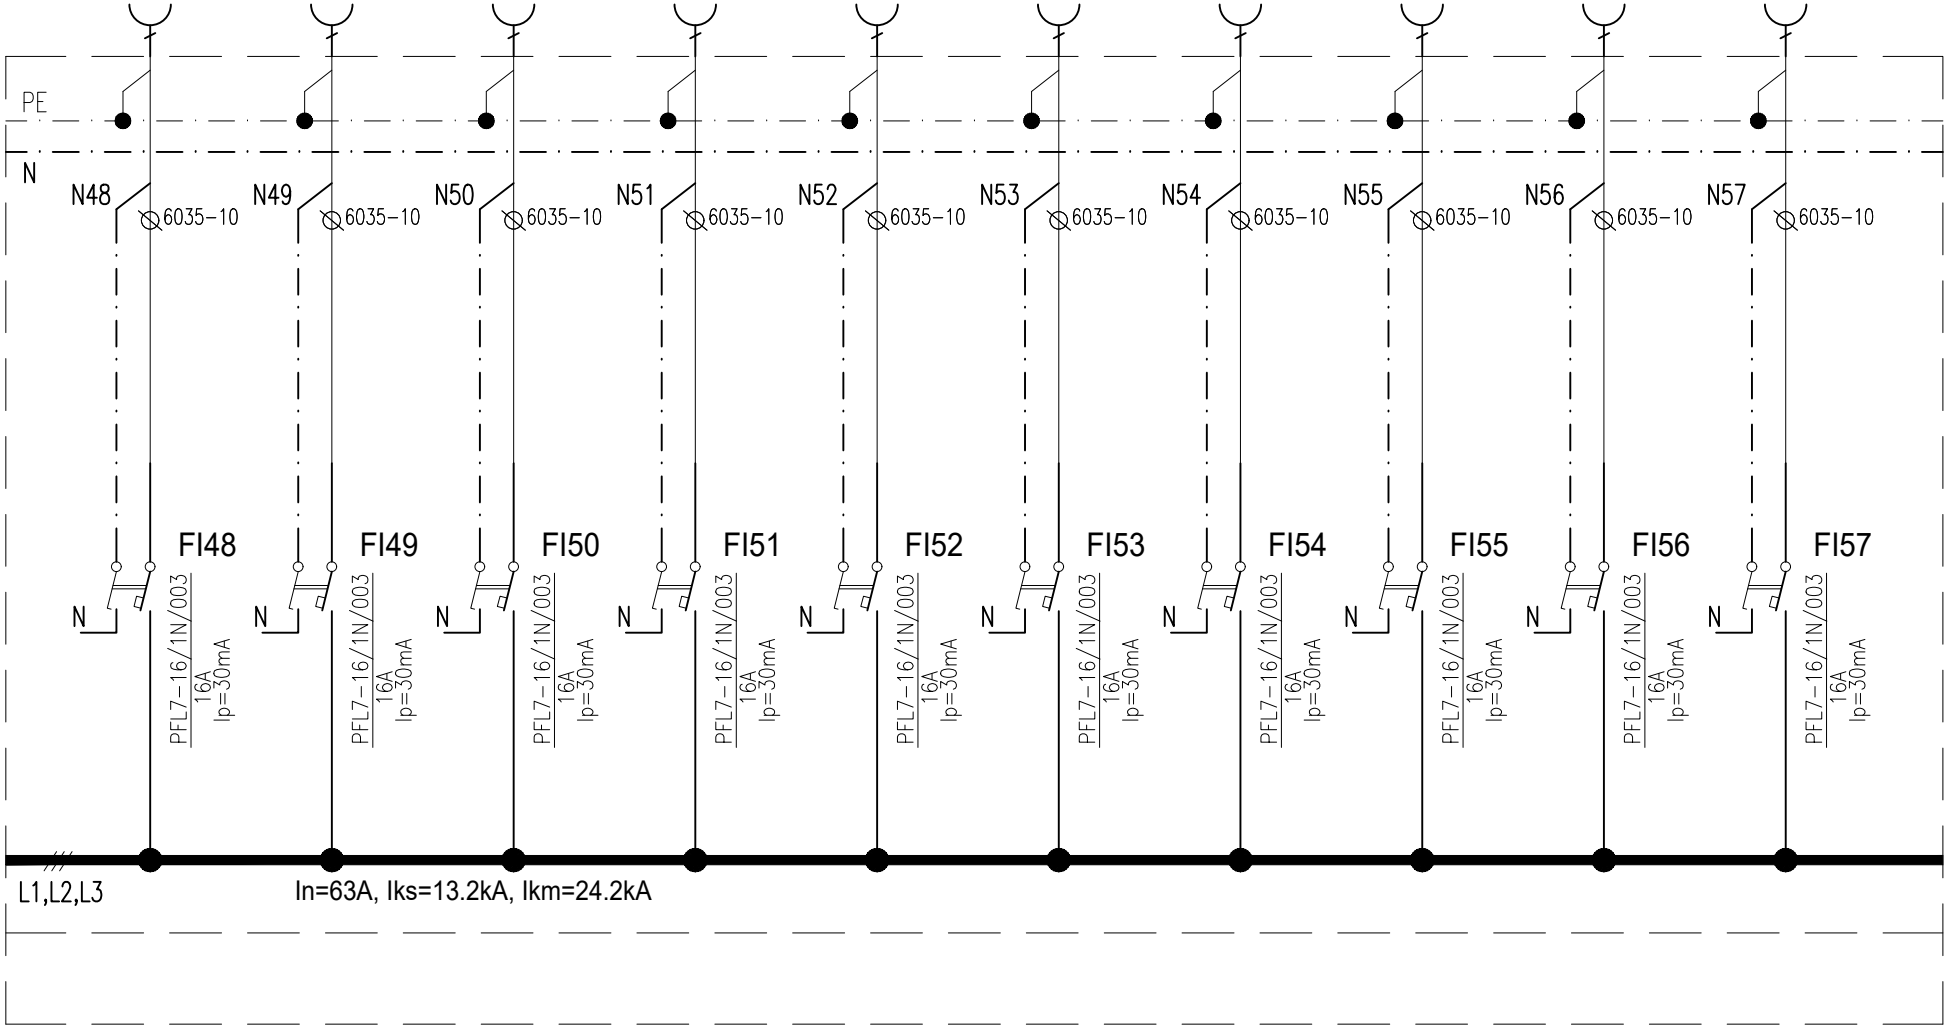 PE
N
N48 6035-10 N49 6035-10 N50 6035-10 N51 6035-10 N52 6035-10 N53 6035-10 N54 6035-10 N55 6035-10 N56 6035-10 N57 6035-10
FI48 FI49 FI50 FI51 FI52 FI53 FI54 FI55 FI56 FI57
N N N N N N N N N N
PFL7-16/1N/003
16A
Ip=30mA
PFL7-16/1N/003
16A
Ip=30mA
PFL7-16/1N/003
16A
Ip=30mA
PFL7-16/1N/003
16A
Ip=30mA
PFL7-16/1N/003
16A
Ip=30mA
PFL7-16/1N/003
16A
Ip=30mA
PFL7-16/1N/003
16A
Ip=30mA
PFL7-16/1N/003
16A
Ip=30mA
PFL7-16/1N/003
16A
Ip=30mA
PFL7-16/1N/003
16A
Ip=30mA
L1,L2,L3 In=63A, Iks=13.2kA, Ikm=24.2kA